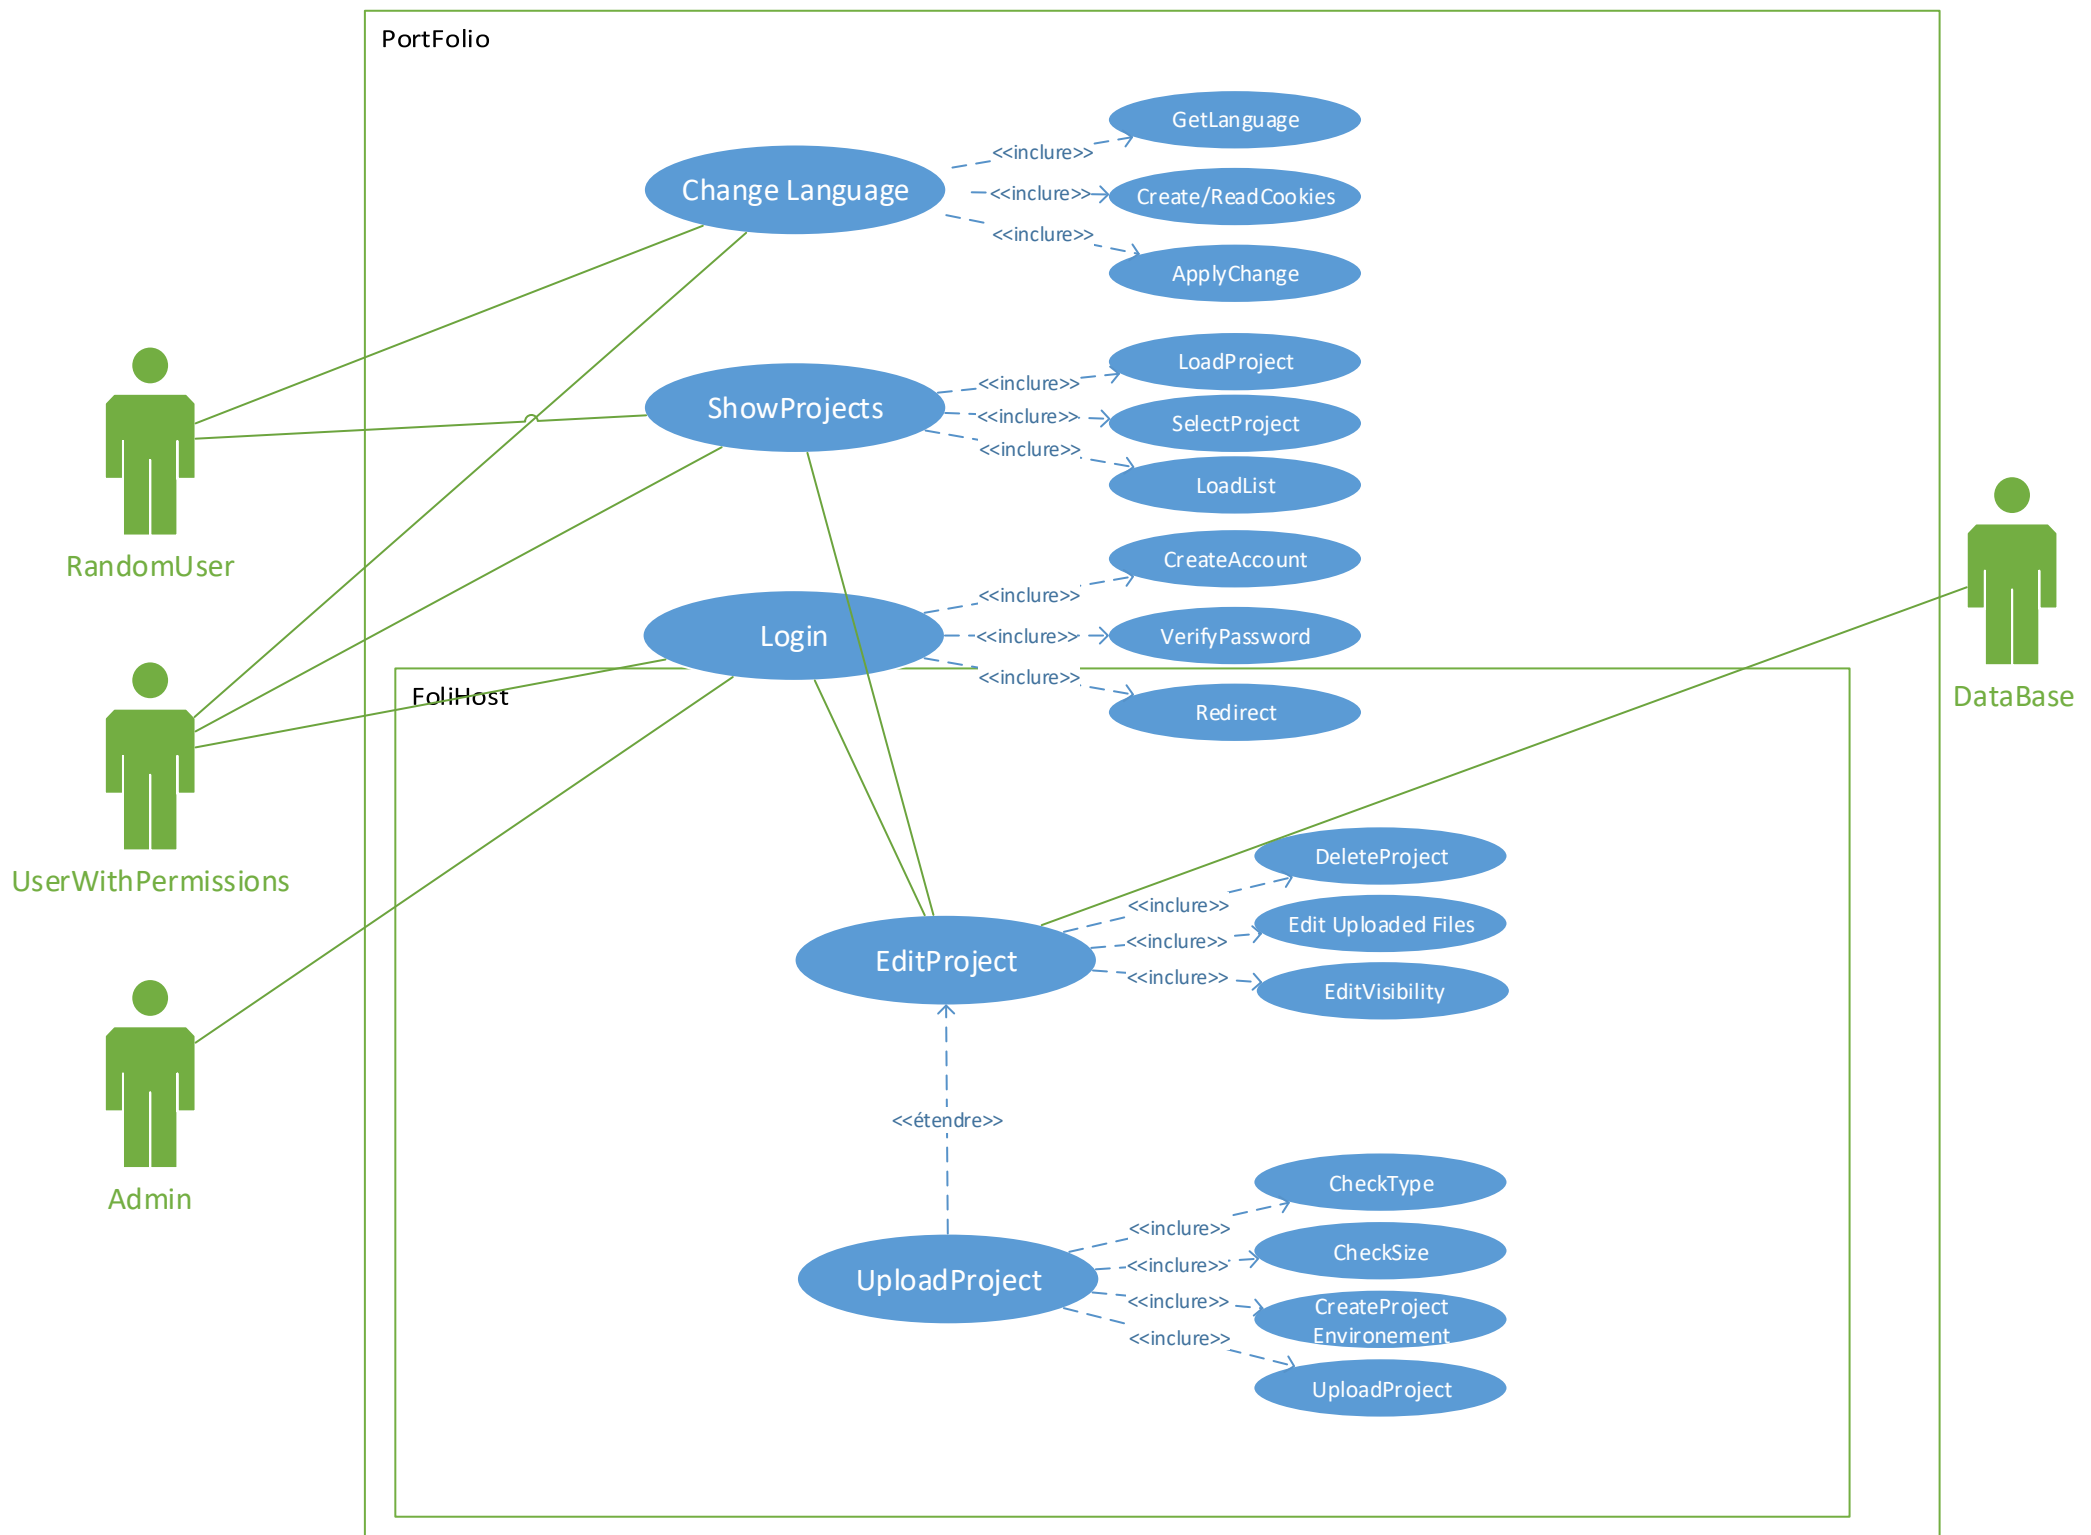 PortFolio
GetLanguage
<<inclure>>
Change Language
<<inclure>>
Create/ReadCookies
<<inclure>>
ApplyChange
LoadProject
<<inclure>>
ShowProjects
<<inclure>>
SelectProject
<<inclure>>
LoadList
RandomUser
CreateAccount
<<inclure>>
Login
<<inclure>>
VerifyPassword
<<inclure>>
Redirect
FoliHost
DataBase
UserWithPermissions
DeleteProject
<<inclure>>
Edit Uploaded Files
<<inclure>>
EditProject
<<inclure>>
EditVisibility
<<étendre>>
Admin
CheckType
<<inclure>>
CheckSize
<<inclure>>
UploadProject
<<inclure>>
CreateProject
Environement
<<inclure>>
UploadProject